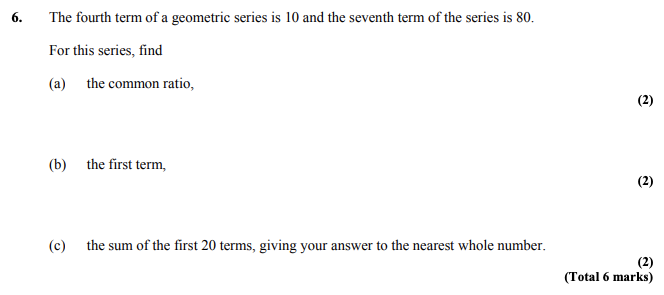 6. The fourth term of a geometric series is 10 and the seventh term of the series is 80.
For this series, find
(a) the common ratio,
(2)
(b) the first term,
(2)
(c) the sum of the first 20 terms, giving your answer to the nearest whole number.
(2)
(Total 6 marks)